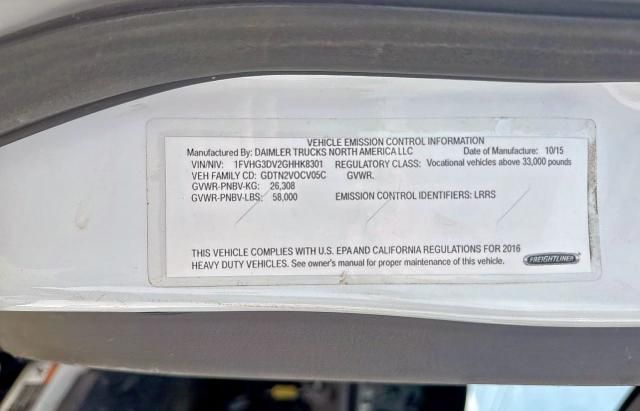 VEHICLE EMISSION CONTROL INFORMATION
Manufactured By: DAIMLER TRUCKS NORTH AMERICA LLC Date of Manufacture: 10/15
VIN/NIV: 1FVHG3DV2GHHK8301 REGULATORY CLASS: Vocational vehicles above 33,000 pounds
VEH FAMILY CD: GDTN2VOCV05C GVWR.
GVWR-PNBV-KG: 26,308
GVWR-PNBV-LBS: 58,000 EMISSION CONTROL IDENTIFIERS: LRRS
THIS VEHICLE COMPLIES WITH U.S. EPA AND CALIFORNIA REGULATIONS FOR 2016
HEAVY DUTY VEHICLES. See owner's manual for proper maintenance of this vehicle. FREIGHTLINER